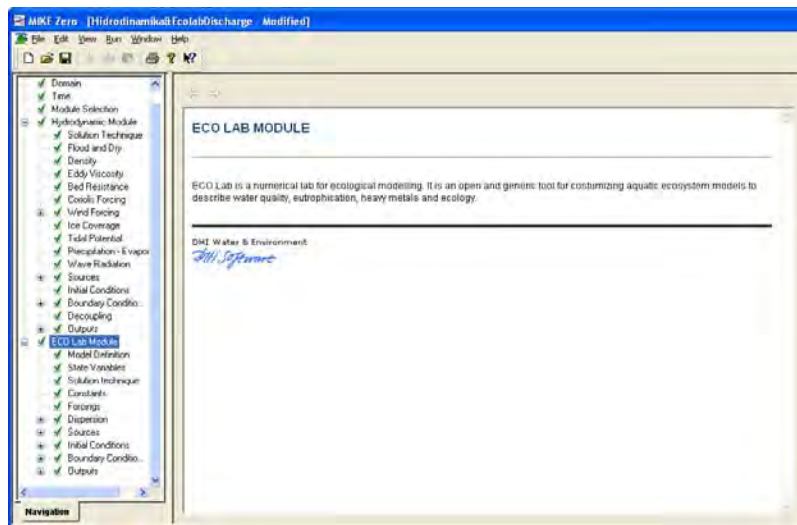 MIKE Zero - [Hidrodinamika&EcolabDischarge - Modified]
File Edit View Run Window Help
Domain
Time
Module Selection
Hydrodynamic Module
Solution Technique
Flood and Dry
Density
Eddy Viscosity
Bed Resistance
Coriolis Forcing
Wind Forcing
Ice Coverage
Tidal Potential
Precipitation - Evapor
Wave Radiation
Sources
Initial Conditions
Boundary Conditio...
Decoupling
Outputs
ECO Lab Module
Model Definition
State Variables
Solution technique
Constants
Forcings
Dispersion
Sources
Initial Conditions
Boundary Conditio...
Outputs
Navigation
ECO LAB MODULE
ECO Lab is a numerical lab for ecological modelling. It is an open and generic tool for costumizing aquatic ecosystem models to
describe water quality, eutrophication, heavy metals and ecology.
DHI Water & Environment
DHI Software